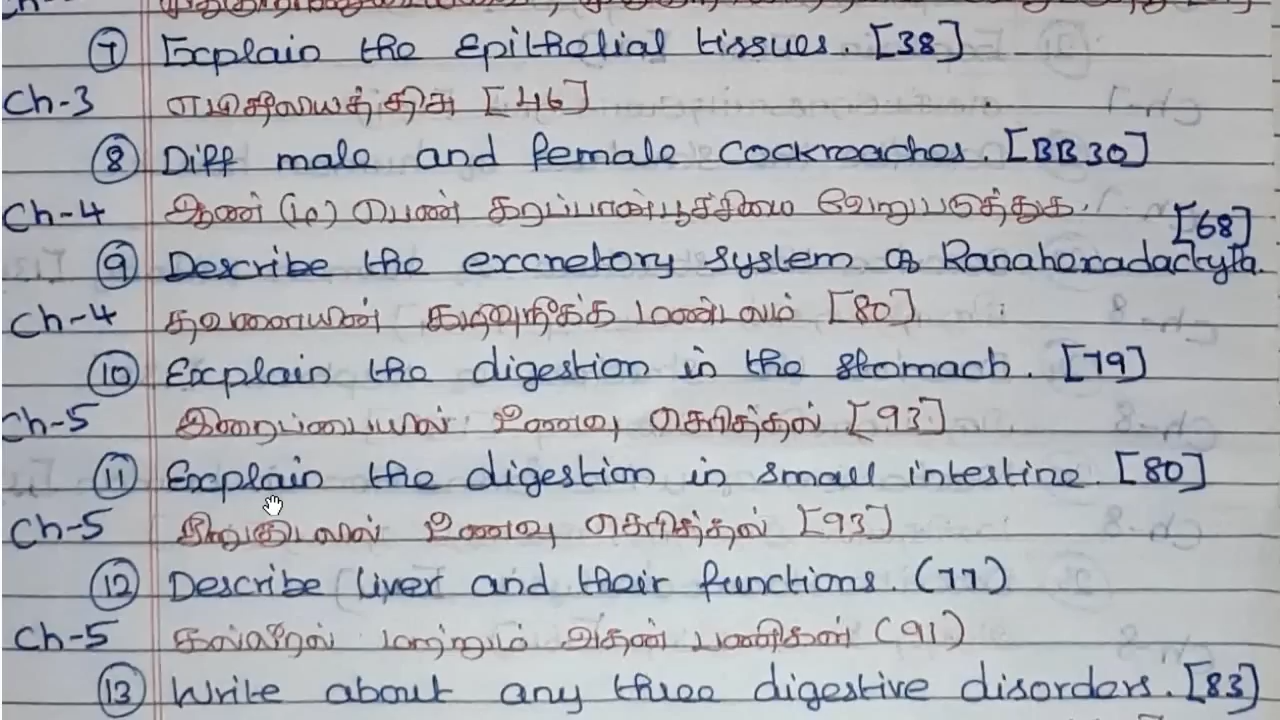 ⑦ Explain the Epithelial tissues. [38]
Ch-3 எபிதீலியத் திசு [46]
⑧ Diff male and female Cockroaches. [BB30]
Ch-4 ஆண் (ம) பெண் கரப்பான்பூச்சியை வேறுபடுத்துக.
[68]
⑨ Describe the excretory system of Ranahexadactyla.
Ch-4 தவளையின் கழிவுநீக்க மண்டலம் [80]
⑩ Explain the digestion in the stomach. [79]
Ch-5 இரைப்பையில் உணவு செரித்தல் [93]
⑪ Explain the digestion in small intestine. [80]
Ch-5 சிறுகுடலில் உணவு செரித்தல் [93]
⑫ Describe liver and their functions. (77)
Ch-5 கல்லீரல் மற்றும் அதன் பணிகள் (91)
⑬ Write about any three digestive disorders. [83]